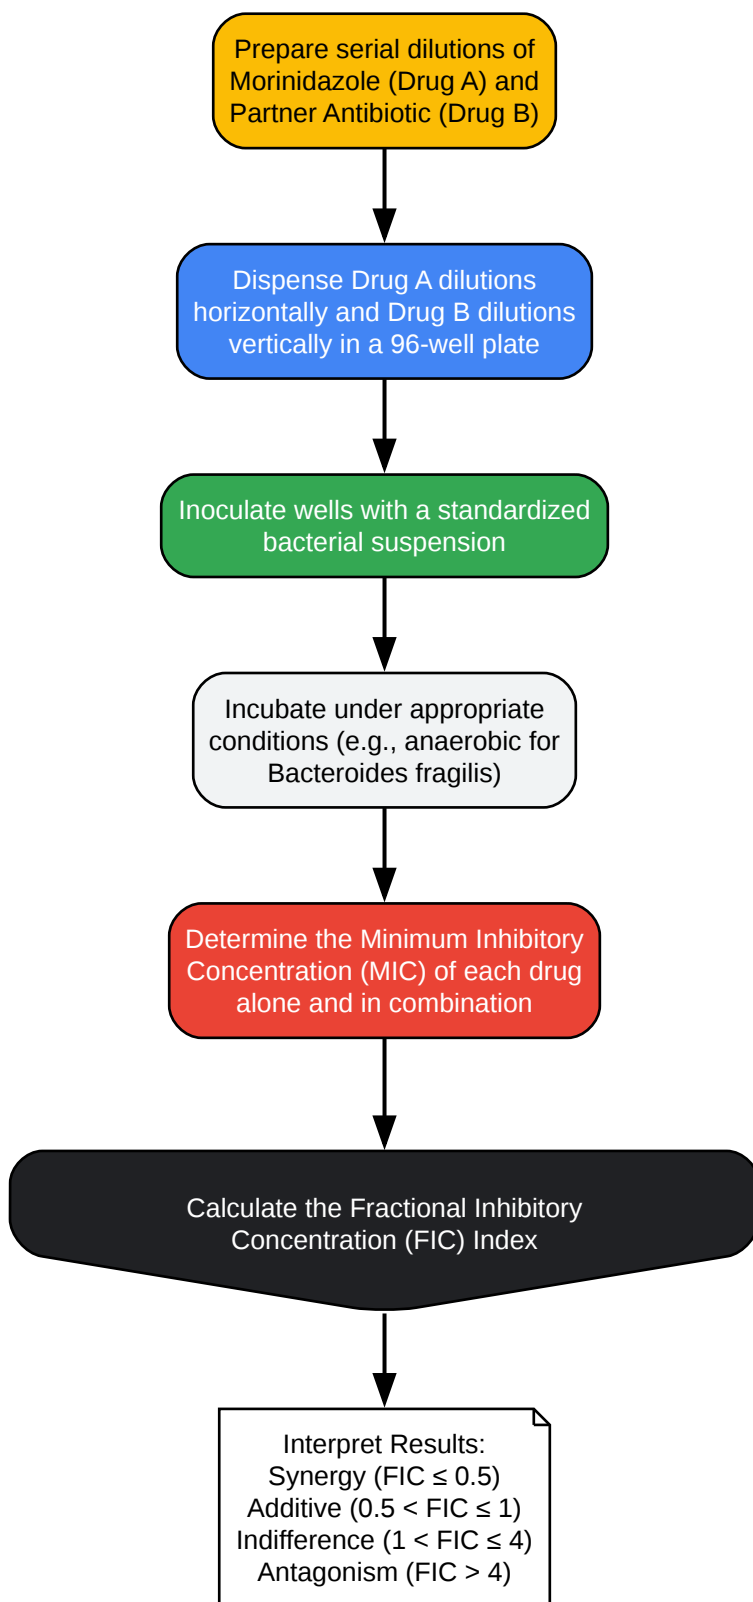 Prepare serial dilutions of
Morinidazole (Drug A) and
Partner Antibiotic (Drug B)
Dispense Drug A dilutions
horizontally and Drug B dilutions
vertically in a 96-well plate
Inoculate wells with a standardized
bacterial suspension
Incubate under appropriate
conditions (e.g., anaerobic for
Bacteroides fragilis)
Determine the Minimum Inhibitory
Concentration (MIC) of each drug
alone and in combination
Calculate the Fractional Inhibitory
Concentration (FIC) Index
Interpret Results:
Synergy (FIC ≤ 0.5)
Additive (0.5 < FIC ≤ 1)
Indifference (1 < FIC ≤ 4)
Antagonism (FIC > 4)